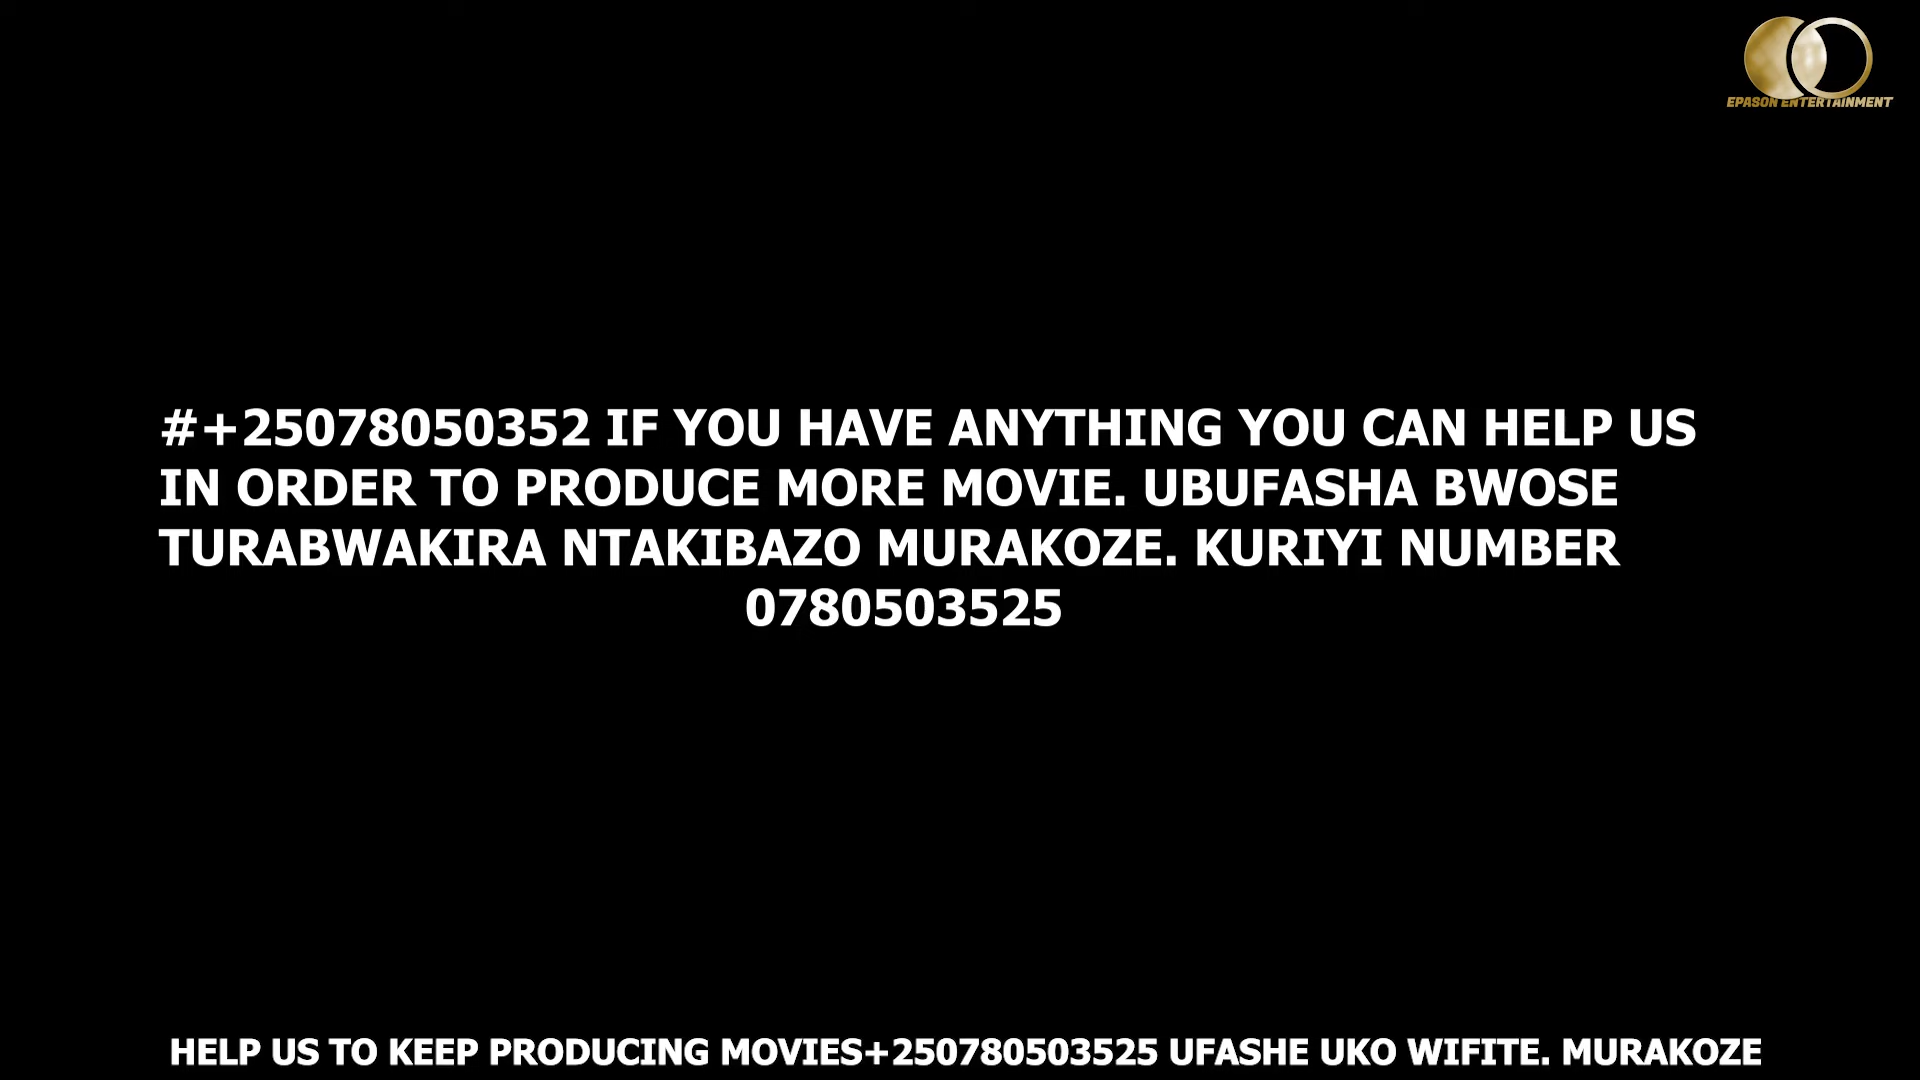 EPASON ENTERTAINMENT
#+25078050352 IF YOU HAVE ANYTHING YOU CAN HELP US
IN ORDER TO PRODUCE MORE MOVIE. UBUFASHA BWOSE
TURABWAKIRA NTAKIBAZO MURAKOZE. KURIYI NUMBER
0780503525
HELP US TO KEEP PRODUCING MOVIES+250780503525 UFASHE UKO WIFITE. MURAKOZE